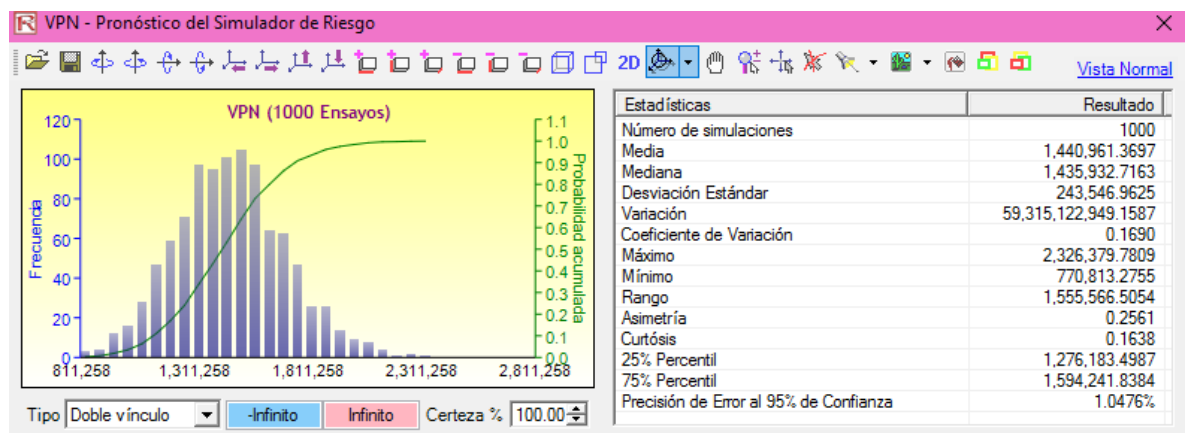 VPN - Pronóstico del Simulador de Riesgo
2D
Vista Normal
VPN (1000 Ensayos)
120
100
80
60
40
20
0
Frecuencia
1.1
1.0
0.9
0.8
0.7
0.6
0.5
0.4
0.3
0.2
0.1
0.0
Probabilidad acumulada
811,258 1,311,258 1,811,258 2,311,258 2,811,258
Tipo Doble vínculo -Infinito Infinito Certeza % 100.00
Estadísticas Resultado
Número de simulaciones 1000
Media 1,440,961.3697
Mediana 1,435,932.7163
Desviación Estándar 243,546.9625
Variación 59,315,122,949.1587
Coeficiente de Variación 0.1690
Máximo 2,326,379.7809
Mínimo 770,813.2755
Rango 1,555,566.5054
Asimetría 0.2561
Curtósis 0.1638
25% Percentil 1,276,183.4987
75% Percentil 1,594,241.8384
Precisión de Error al 95% de Confianza 1.0476%